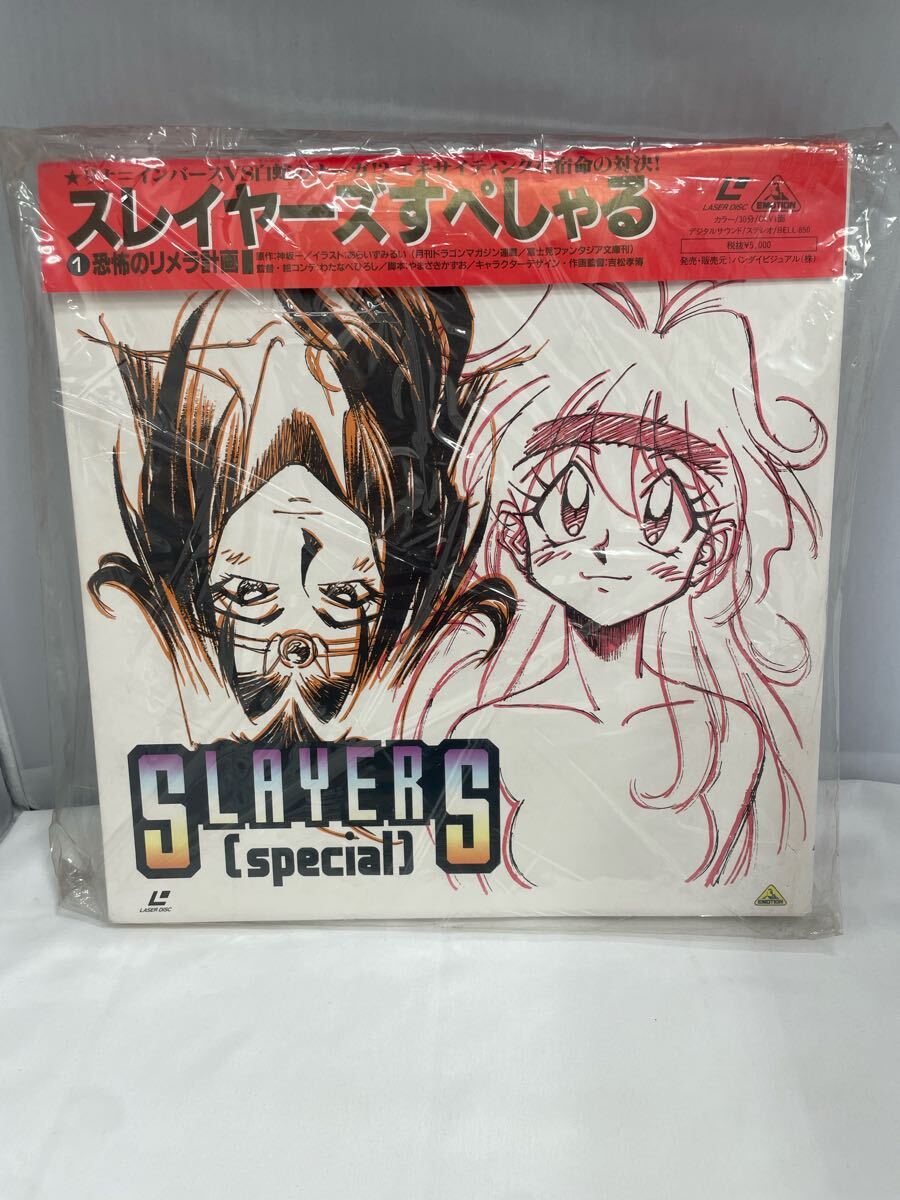 インバースVS白蛇のナーガ!? エキサイティング 宿命の対決!
スレイヤーズすぺしゃる
①恐怖のリメラ計画
原作:神坂一/イラスト:あらいずみるい(月刊ドラゴンマガジン連載/富士見ファンタジア文庫刊)
監督・絵コンテ:わたなべひろし/脚本:やまざきかずお/キャラクターデザイン・作画監督:吉松孝博
LASER DISC
EMOTION
カラー/30分/CLV1面
デジタルサウンド/ステレオ/BELL-850
税抜¥5,000
発売・販売元:バンダイビジュアル(株)
SLAYERS
(special)
LASER DISC
EMOTION